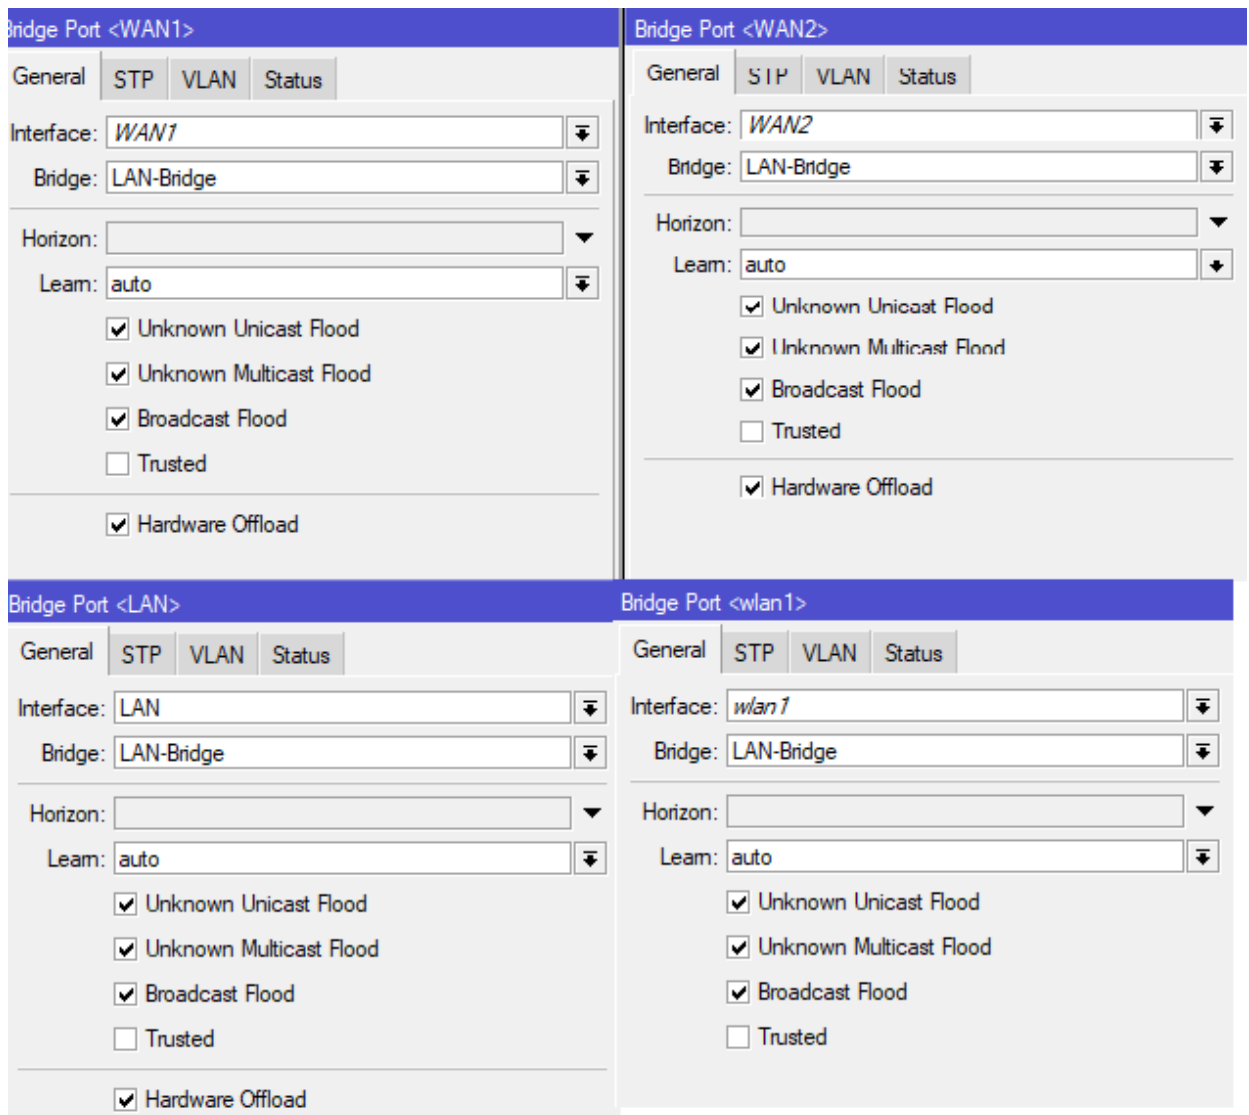 Bridge Port <WAN1>
General STP VLAN Status
Interface: WAN1
Bridge: LAN-Bridge
Horizon:
Learn: auto
Unknown Unicast Flood
Unknown Multicast Flood
Broadcast Flood
Trusted
Hardware Offload
Bridge Port <WAN2>
General STP VLAN Status
Interface: WAN2
Bridge: LAN-Bridge
Horizon:
Learn: auto
Unknown Unicast Flood
Unknown Multicast Flood
Broadcast Flood
Trusted
Hardware Offload
Bridge Port <LAN>
General STP VLAN Status
Interface: LAN
Bridge: LAN-Bridge
Horizon:
Learn: auto
Unknown Unicast Flood
Unknown Multicast Flood
Broadcast Flood
Trusted
Hardware Offload
Bridge Port <wlan1>
General STP VLAN Status
Interface: wlan1
Bridge: LAN-Bridge
Horizon:
Learn: auto
Unknown Unicast Flood
Unknown Multicast Flood
Broadcast Flood
Trusted